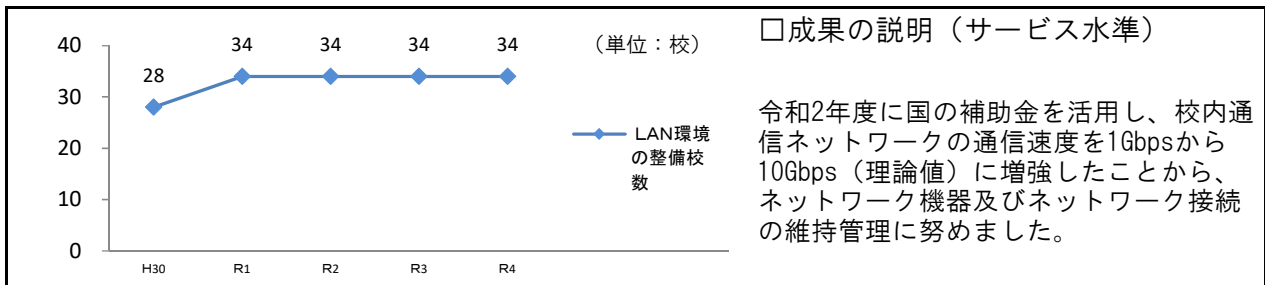 40
30
20
10
0
28
34
34
34
34
H30
R1
R2
R3
R4
（単位：校）
LAN環境
の整備校
数
□成果の説明（サービス水準）
令和2年度に国の補助金を活用し、校内通
信ネットワークの通信速度を1Gbpsから
10Gbps（理論値）に増強したことから、
ネットワーク機器及びネットワーク接続
の維持管理に努めました。